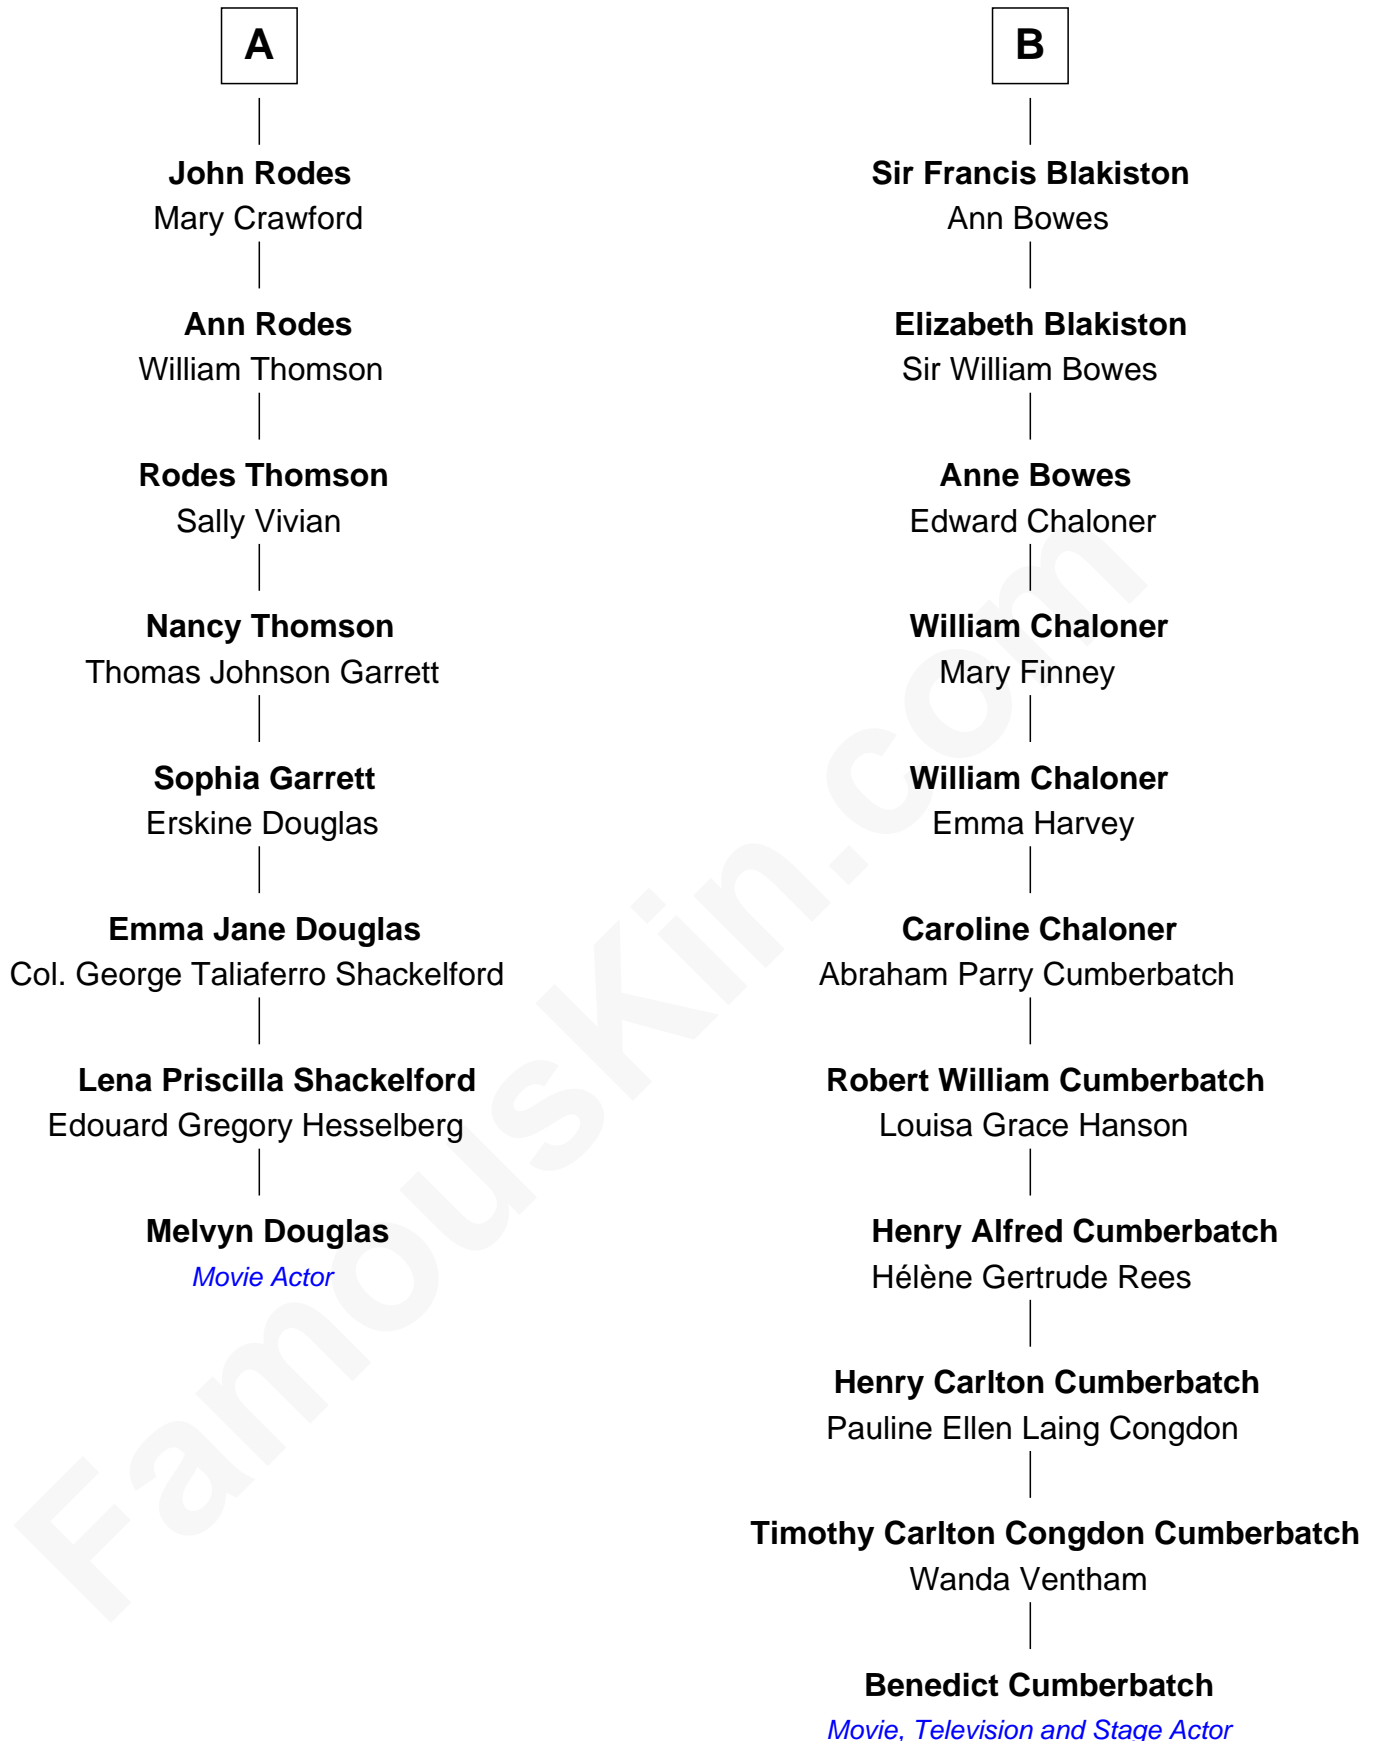 A
John Rodes
Mary Crawford
Ann Rodes
William Thomson
Rodes Thomson
Sally Vivian
Nancy Thomson
Thomas Johnson Garrett
Sophia Garrett
Erskine Douglas
Emma Jane Douglas
Col. George Taliaferro Shackelford
Lena Priscilla Shackelford
Edouard Gregory Hesselberg
Melvyn Douglas
Movie Actor
B
Sir Francis Blakiston
Ann Bowes
Elizabeth Blakiston
Sir William Bowes
Anne Bowes
Edward Chaloner
William Chaloner
Mary Finney
William Chaloner
Emma Harvey
Caroline Chaloner
Abraham Parry Cumberbatch
Robert William Cumberbatch
Louisa Grace Hanson
Henry Alfred Cumberbatch
Hélène Gertrude Rees
Henry Carlton Cumberbatch
Pauline Ellen Laing Congdon
Timothy Carlton Congdon Cumberbatch
Wanda Ventham
Benedict Cumberbatch
Movie, Television and Stage Actor
FamousKin.com